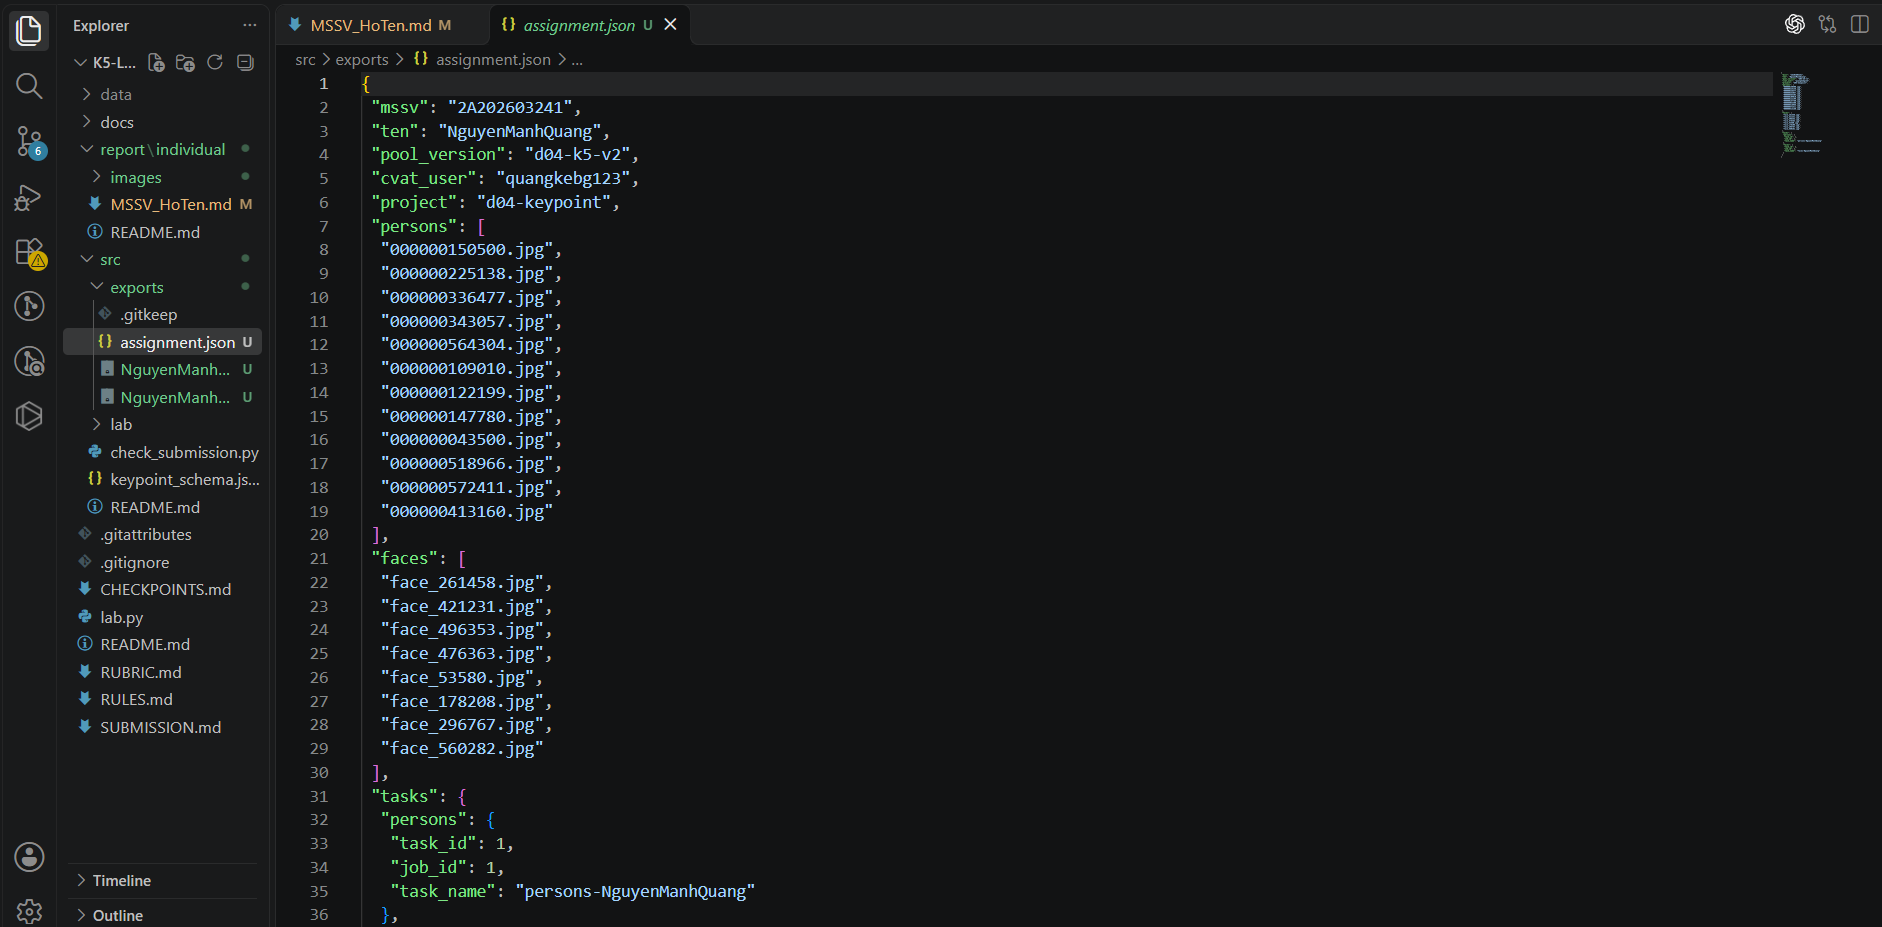 Explorer
K5-L...
data
docs
report\individual
images
MSSV_HoTen.md M
README.md
src
exports
.gitkeep
assignment.json U
NguyenManh... U
NguyenManh... U
lab
check_submission.py
keypoint_schema.js...
README.md
.gitattributes
.gitignore
CHECKPOINTS.md
lab.py
README.md
RUBRIC.md
RULES.md
SUBMISSION.md
Timeline
Outline
6
MSSV_HoTen.md M
{} assignment.json U
src > exports > {} assignment.json > ...
1 {
2 "mssv": "2A202603241",
3 "ten": "NguyenManhQuang",
4 "pool_version": "d04-k5-v2",
5 "cvat_user": "quangkebg123",
6 "project": "d04-keypoint",
7 "persons": [
8 "000000150500.jpg",
9 "000000225138.jpg",
10 "000000336477.jpg",
11 "000000343057.jpg",
12 "000000564304.jpg",
13 "000000109010.jpg",
14 "000000122199.jpg",
15 "000000147780.jpg",
16 "000000043500.jpg",
17 "000000518966.jpg",
18 "000000572411.jpg",
19 "000000413160.jpg"
20 ],
21 "faces": [
22 "face_261458.jpg",
23 "face_421231.jpg",
24 "face_496353.jpg",
25 "face_476363.jpg",
26 "face_53580.jpg",
27 "face_178208.jpg",
28 "face_296767.jpg",
29 "face_560282.jpg"
30 ],
31 "tasks": {
32 "persons": {
33 "task_id": 1,
34 "job_id": 1,
35 "task_name": "persons-NguyenManhQuang"
36 },